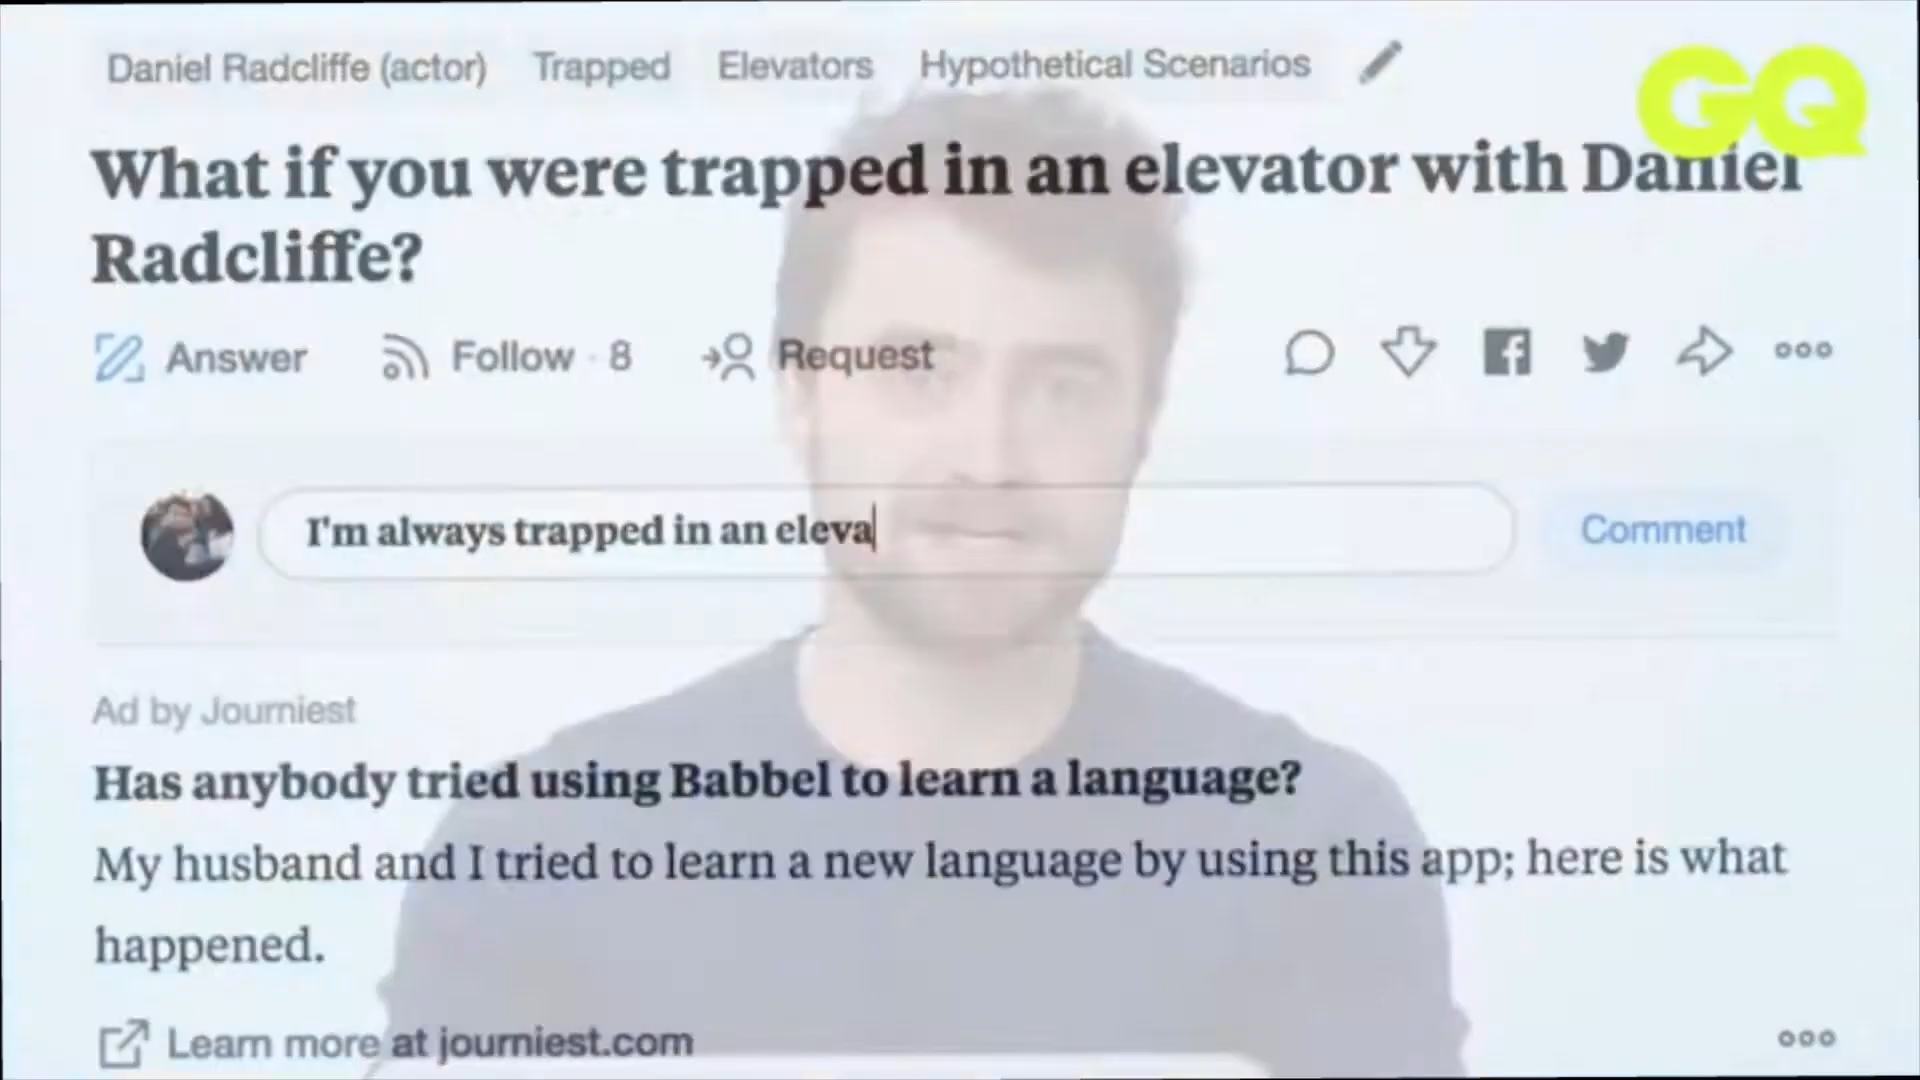 Daniel Radcliffe (actor) Trapped Elevators Hypothetical Scenarios
GQ
What if you were trapped in an elevator with Daniel
Radcliffe?
Answer Follow · 8 Request
I'm always trapped in an eleva
Comment
Ad by Journiest
Has anybody tried using Babbel to learn a language?
My husband and I tried to learn a new language by using this app; here is what
happened.
Learn more at journiest.com